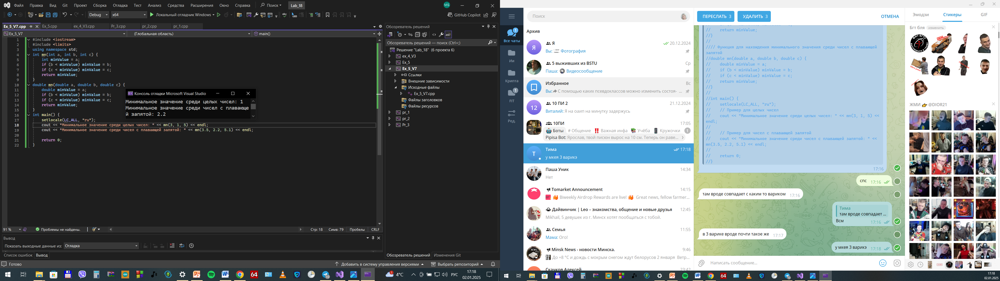 Файл Правка Вид Git Проект Сборка Отладка Тест Анализ Средства Расширения Окно Справка Поиск Lab_18 МБ
Debug x64 Локальный отладчик Windows GitHub Copilot
Ex_5_V7.cpp Ex_5.cpp ex_4_V3.cpp Pr_3.cpp pr_2.cpp pr_1.cpp
Ex_5_V7 (Глобальная область) main()
1 #include <iostream>
2 #include <limits>
3 using namespace std;
4 int mn(int a, int b, int c) {
5 int minValue = a;
6 if (b < minValue) minValue = b;
7 if (c < minValue) minValue = c;
8 return minValue;
9 }
10 double mn(double a, double b, double c) {
11 double minValue = a;
12 if (b < minValue) minValue = b;
13 if (c < minValue) minValue = c;
14 return minValue;
15 }
16 int main() {
17 setlocale(LC_ALL, "ru");
18 cout << "Минимальное значение среди целых чисел: " << mn(3, 1, 5) << endl;
19 cout << "Минимальное значение среди чисел с плавающей запятой: " << mn(3.5, 2.2, 5.1) << endl;
20
21 return 0;
22 }
Консоль отладки Microsoft Visual Studio
Минимальное значение среди целых чисел: 1
Минимальное значение среди чисел с плавающе
й запятой: 2.2
91 % Проблемы не найдены. Стр: 18 Симв: 79 Пробелы CRLF
Вывод
Показать выходные данные из: Отладка
Список ошибок Вывод
Готово Добавить в систему управления версиями Выбрать репозиторий
Обозреватель решений
Обозреватель решений — поиск (Ctrl+;)
Решение "Lab_18" (6 проекта 6)
ex_4_V3
Ex_5
Ex_5_V7
Ссылки
Внешние зависимости
Исходные файлы
Ex_5_V7.cpp
Файлы заголовков
Файлы ресурсов
pr_1
pr_2
Pr_3
Обозреватель решений Изменения Git
4°C РУС 17:18
02.01.2025
Все чаты
Ии
Крипта
FIT
Ред.
Поиск
Архив
Я 20.12.2024
Вы: Фотография
5 выживших из BSTU Ср
Паша: Видеосообщение
Избранное Вс
Вы: С помощью каких псевдоклассов можно изменить состоя- ...
12 10 ПИ 2 21.12.2024
Виталий: Я на оаип на минутку задержусь
10ПИ 17:05
Боты # Общение Важная инфа Учёба Кружочки 1
Pipisa Bot: Ярослав, твой писюн вырос на 10 см. Теперь он раве...
Т Тима 17:18
у мкея 3 варикэ
Паша Уник 14:34
Нет
Tomarket Announcement 14:15
Biweekly Airdrop Rewards are live! Great news, fellow farmer...
Дайвинчик | Leo – знакомства, общение и новые друзья 12:45
Mikhail, 5 девушек из г. Минск хотят пообщаться с тобой.
Семья 11:55
Мама: Ого!
Minsk News - новости Минска. 9:46
До +8 °С и дождь с мокрым снегом ждут белорусов 2 января Ветр...
Скачков Алексей 23:42
ПЕРЕСЛАТЬ 3 УДАЛИТЬ 3 ОТМЕНА
// return minValue;
//}
//
//// Функция для нахождения минимального значения среди чисел с плавающей
запятой
//double mn(double a, double b, double c) {
// double minValue = a;
// if (b < minValue) minValue = b;
// if (c < minValue) minValue = c;
// return minValue;
//}
//
//int main() {
// setlocale(LC_ALL, "ru");
// // Пример для целых чисел
// cout << "Минимальное значение среди целых чисел: " << mn(3, 1, 5) <<
endl;
//
// // Пример для чисел с плавающей запятой
// cout << "Минимальное значение среди чисел с плавающей запятой: " <<
mn(3.5, 2.2, 5.1) << endl;
//
// return 0;
//}
17:16
спс 17:16
там вроде совпадает с каким то вариком 17:16
Тима
там вроде совпадает ...
Всм 17:16
в 3 варике вроде почти такое же 17:17
у мкея 3 варикэ 17:18
Написать сообщение...
Эмодзи Стикеры GIF
Бгт бля изменить
ЖМИ @DIOR21
17:18
02.01.2025